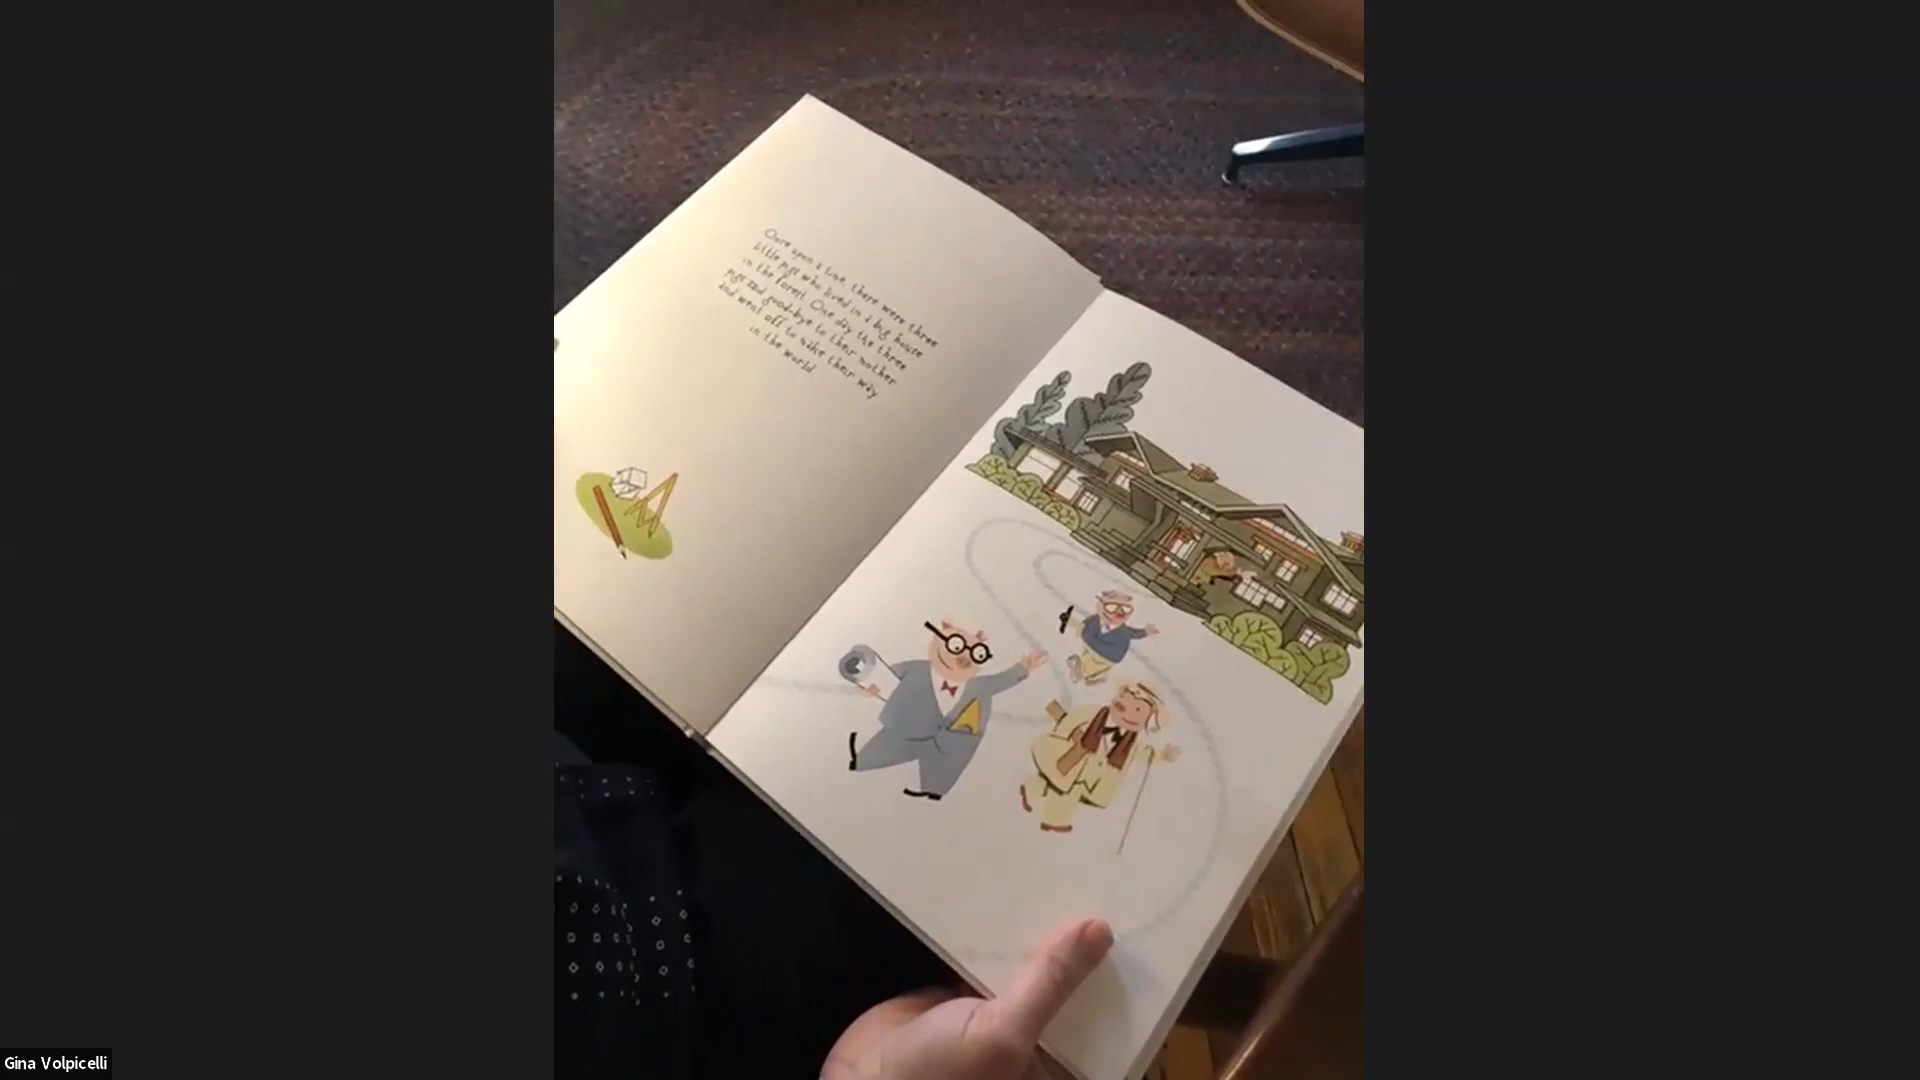 Once upon a time, there were three
little pigs who lived in a big house
in the forest. One day the three
pigs said good-bye to their mother
and went off to make their way
in the world
Gina Volpicelli